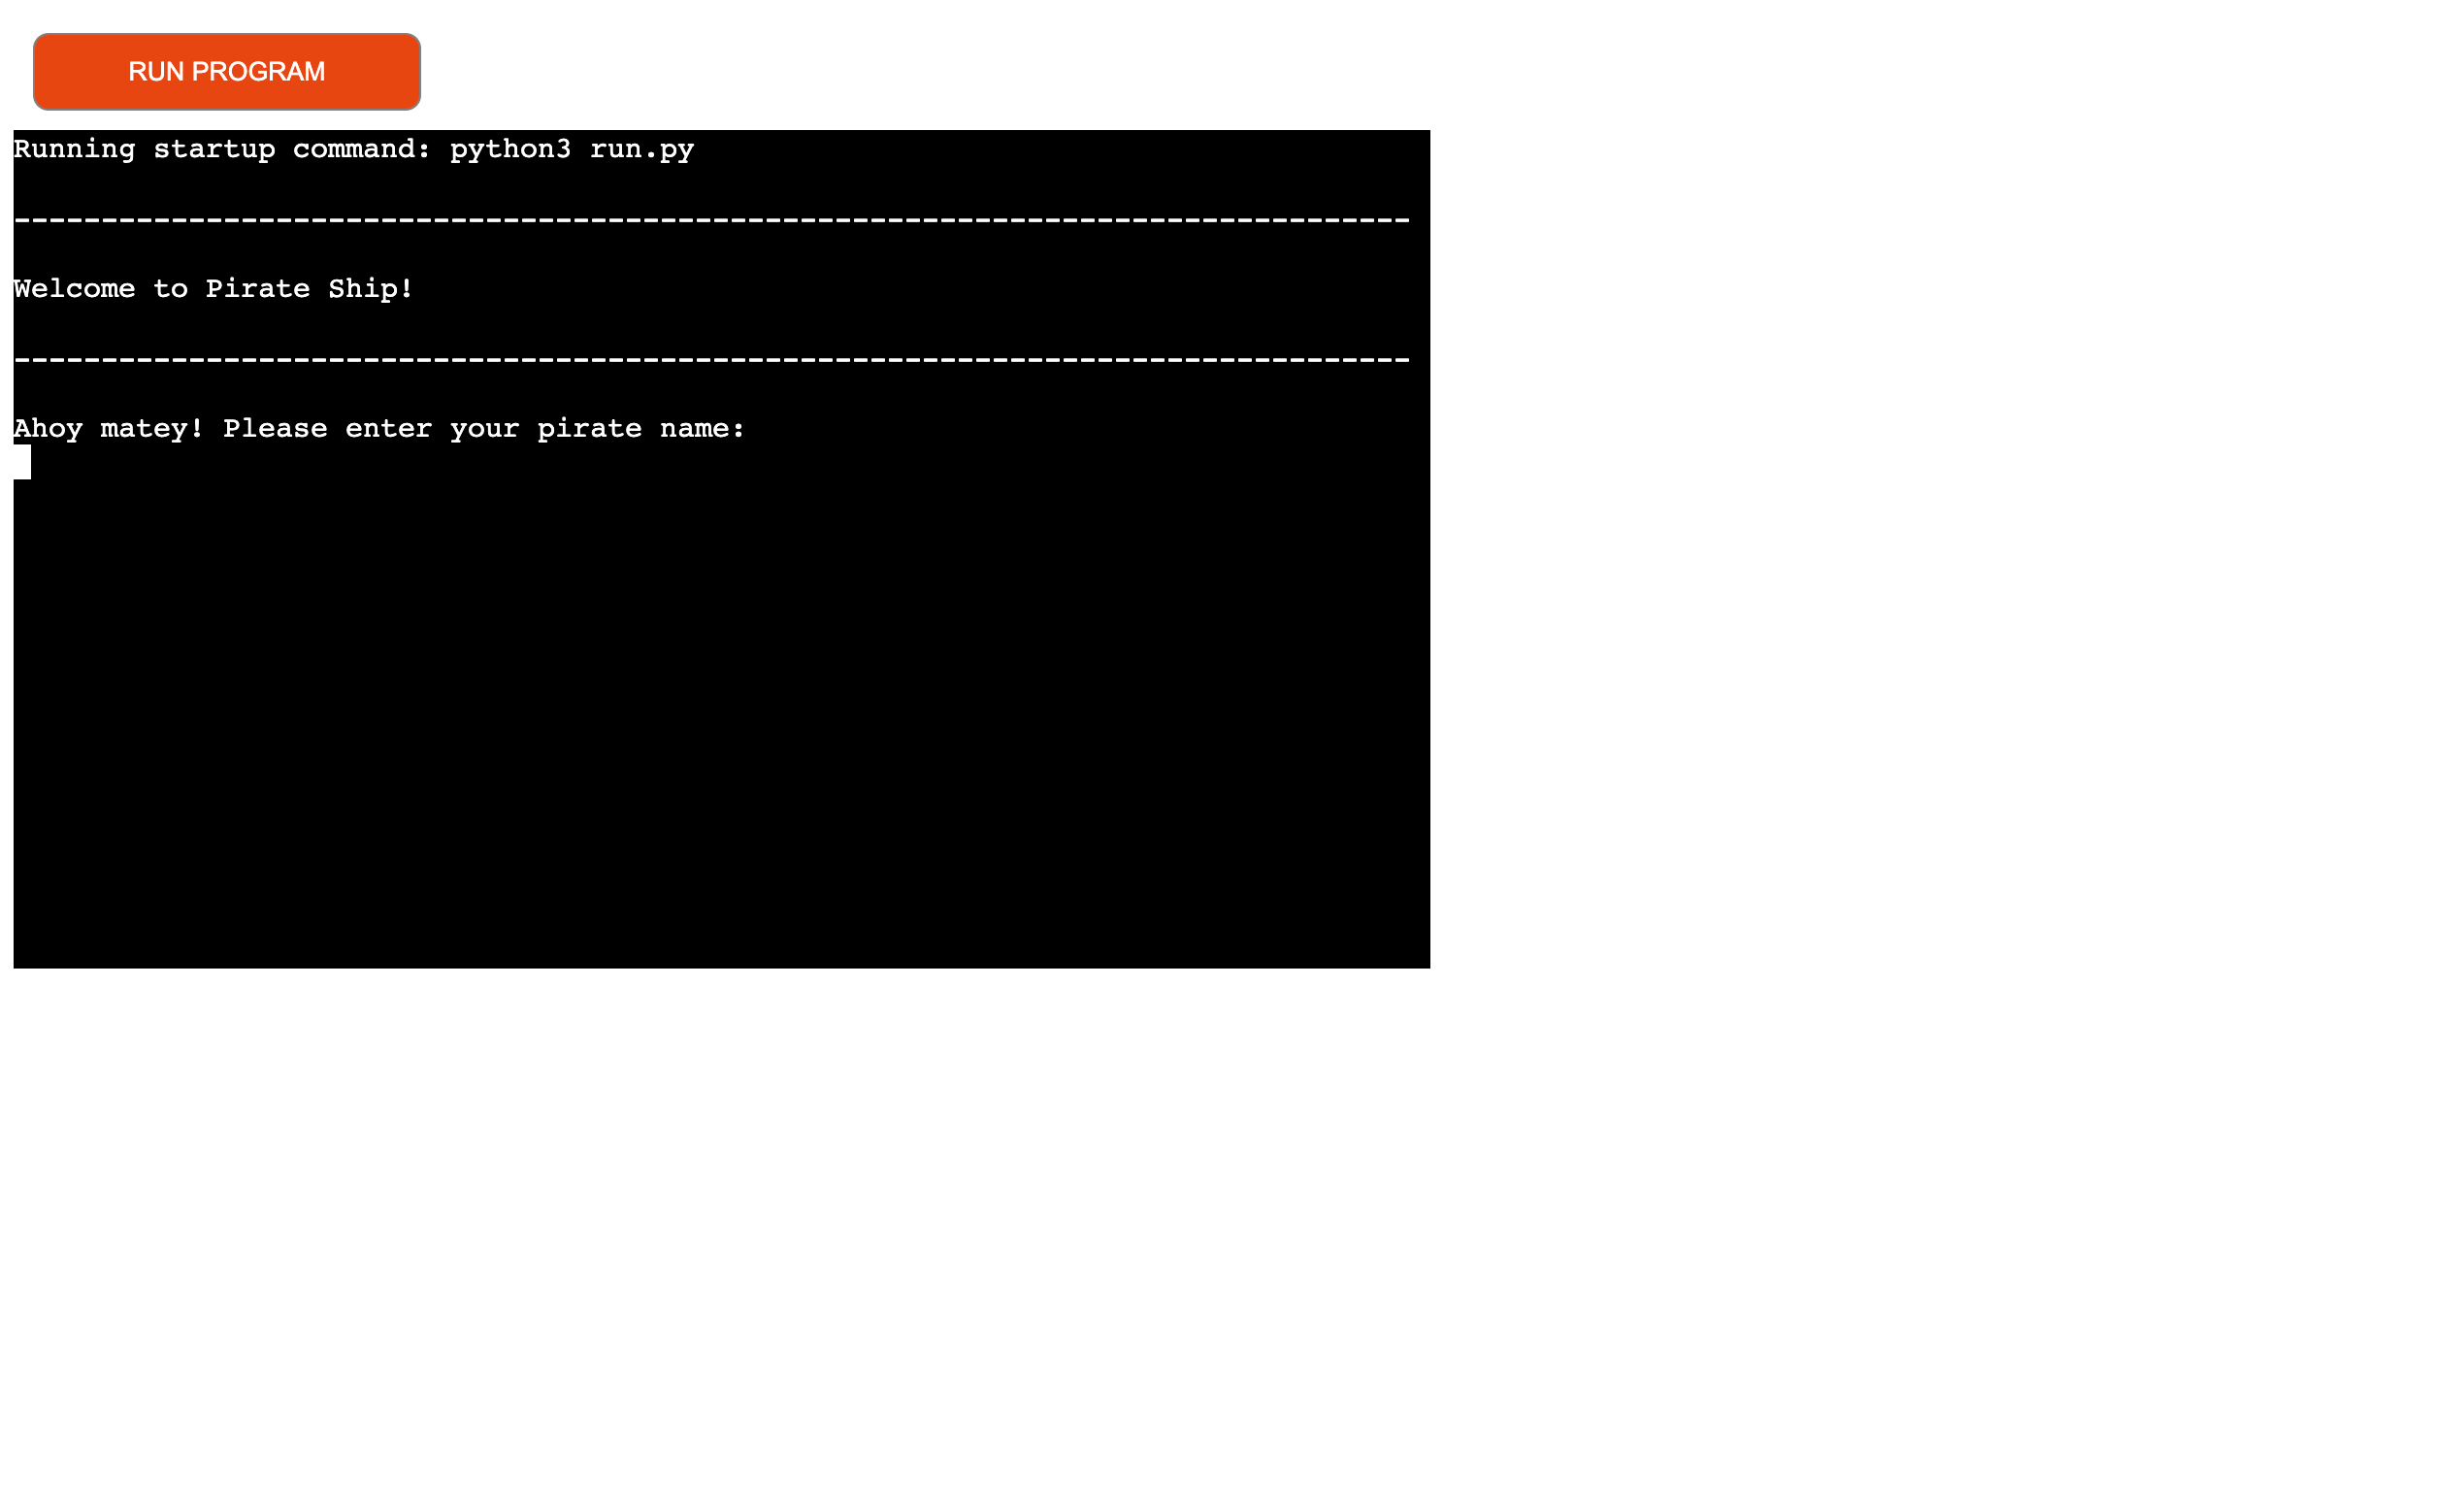 RUN PROGRAM
Running startup command: python3 run.py
--------------------------------------------------------------------------------
Welcome to Pirate Ship!
--------------------------------------------------------------------------------
Ahoy matey! Please enter your pirate name: